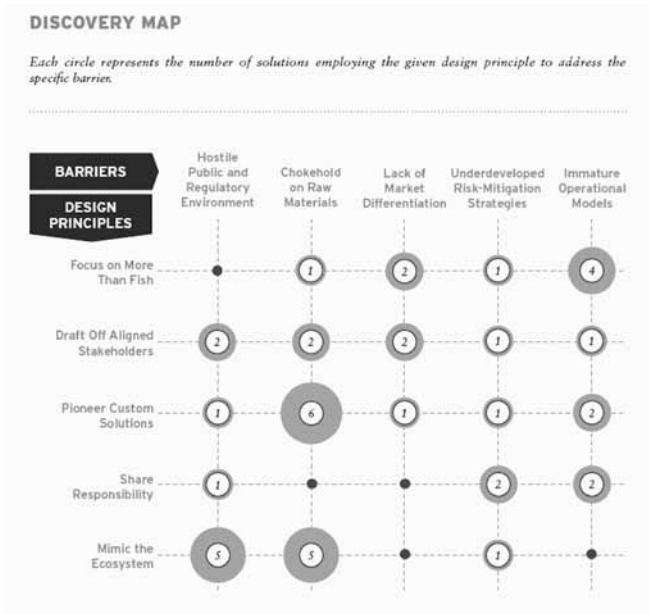 DISCOVERY MAP
Each circle represents the number of solutions employing the given design principle to address the
specific barrier.
BARRIERS
DESIGN
PRINCIPLES
Hostile
Public and
Regulatory
Environment
Chokehold
on Raw
Materials
Lack of
Market
Differentiation
Underdeveloped
Risk-Mitigation
Strategies
Immature
Operational
Models
Focus on More
Than Fish
1 2 1 4
Draft Off Aligned
Stakeholders
2 2 2 1 1
Pioneer Custom
Solutions
1 6 1 1 2
Share
Responsibility
1 2 2
Mimic the
Ecosystem
5 5 1